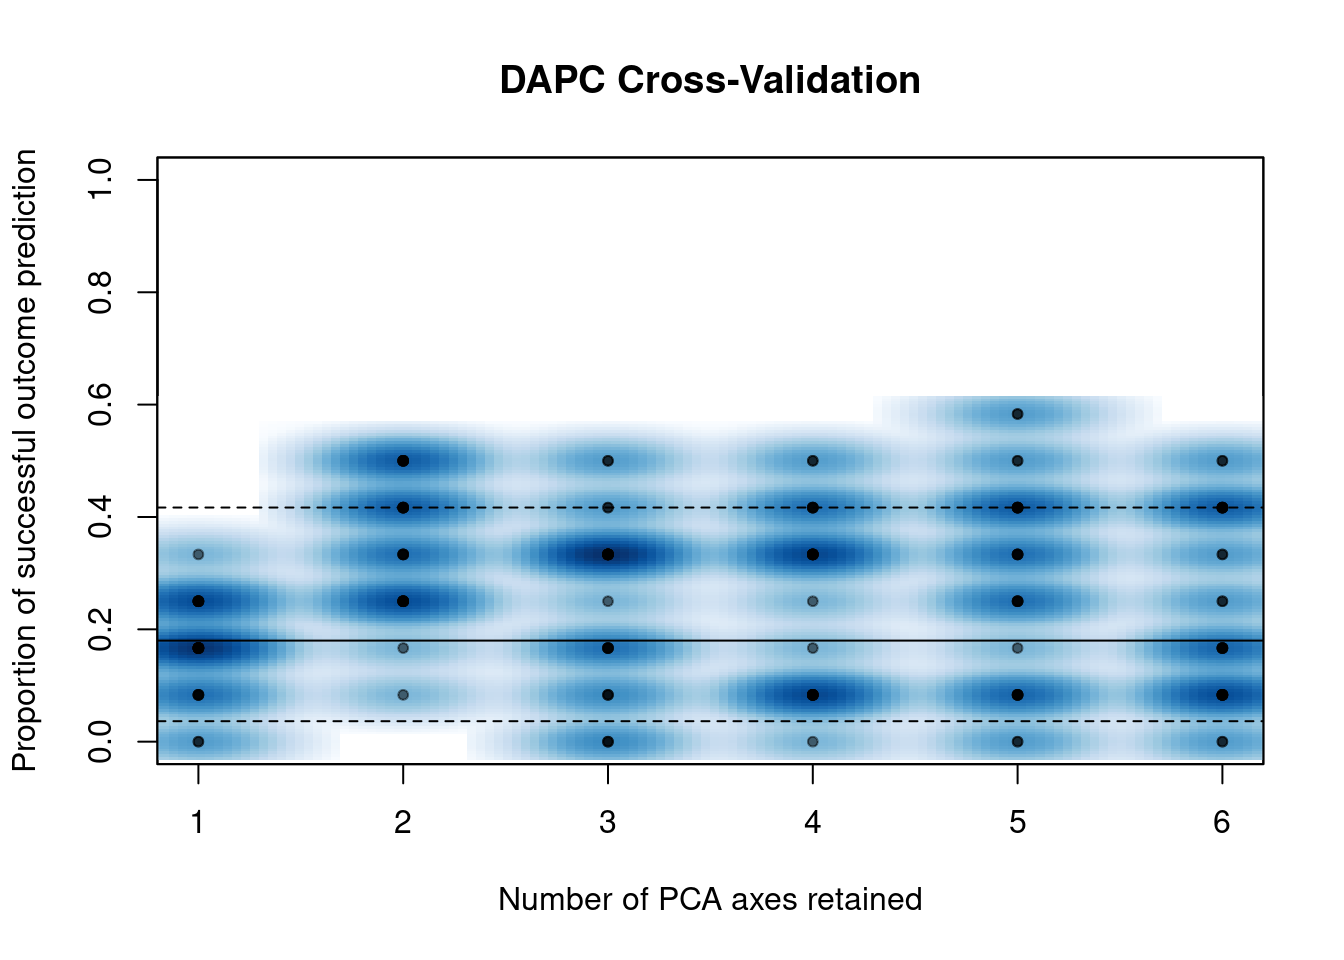 DAPC Cross-Validation
Proportion of successful outcome prediction
1.0
0.8
0.6
0.4
0.2
0.0
1 2 3 4 5 6
Number of PCA axes retained